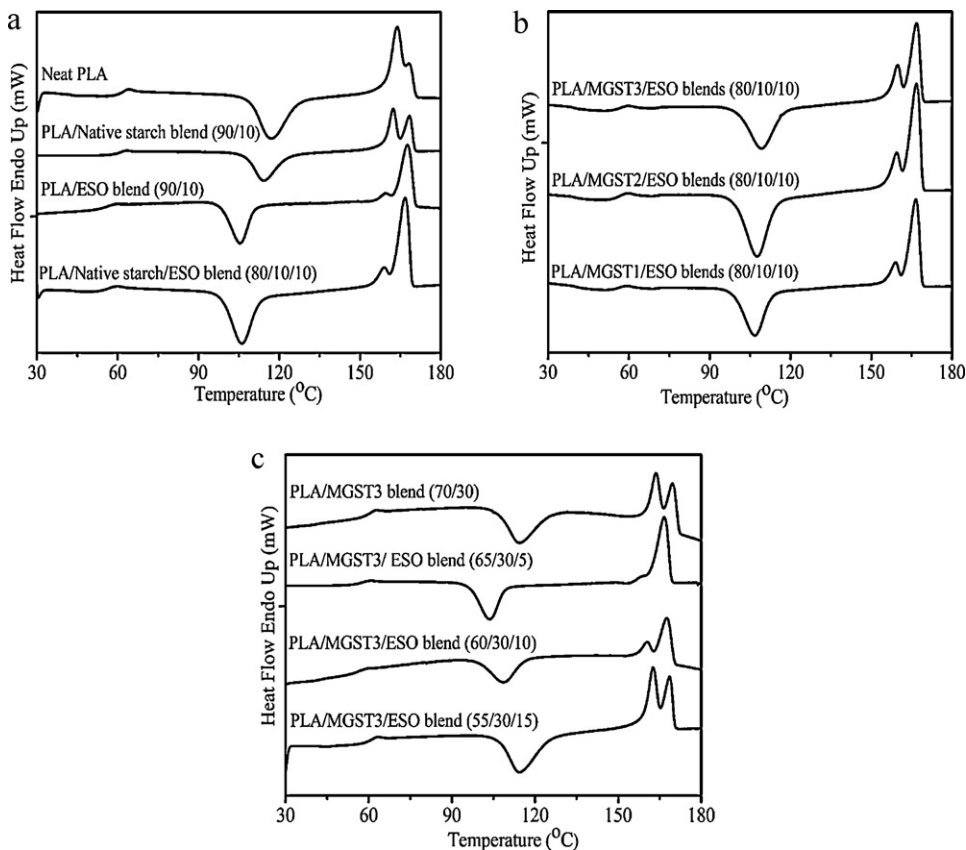 a
Heat Flow Endo Up (mW)
Neat PLA
PLA/Native starch blend (90/10)
PLA/ESO blend (90/10)
PLA/Native starch/ESO blend (80/10/10)
30 60 90 120 150 180
Temperature (°C)
b
Heat Flow Up (mW)
PLA/MGST3/ESO blends (80/10/10)
PLA/MGST2/ESO blends (80/10/10)
PLA/MGST1/ESO blends (80/10/10)
30 60 90 120 150 180
Temperature (°C)
c
Heat Flow Endo Up (mW)
PLA/MGST3 blend (70/30)
PLA/MGST3/ ESO blend (65/30/5)
PLA/MGST3/ESO blend (60/30/10)
PLA/MGST3/ESO blend (55/30/15)
30 60 90 120 150 180
Temperature (°C)